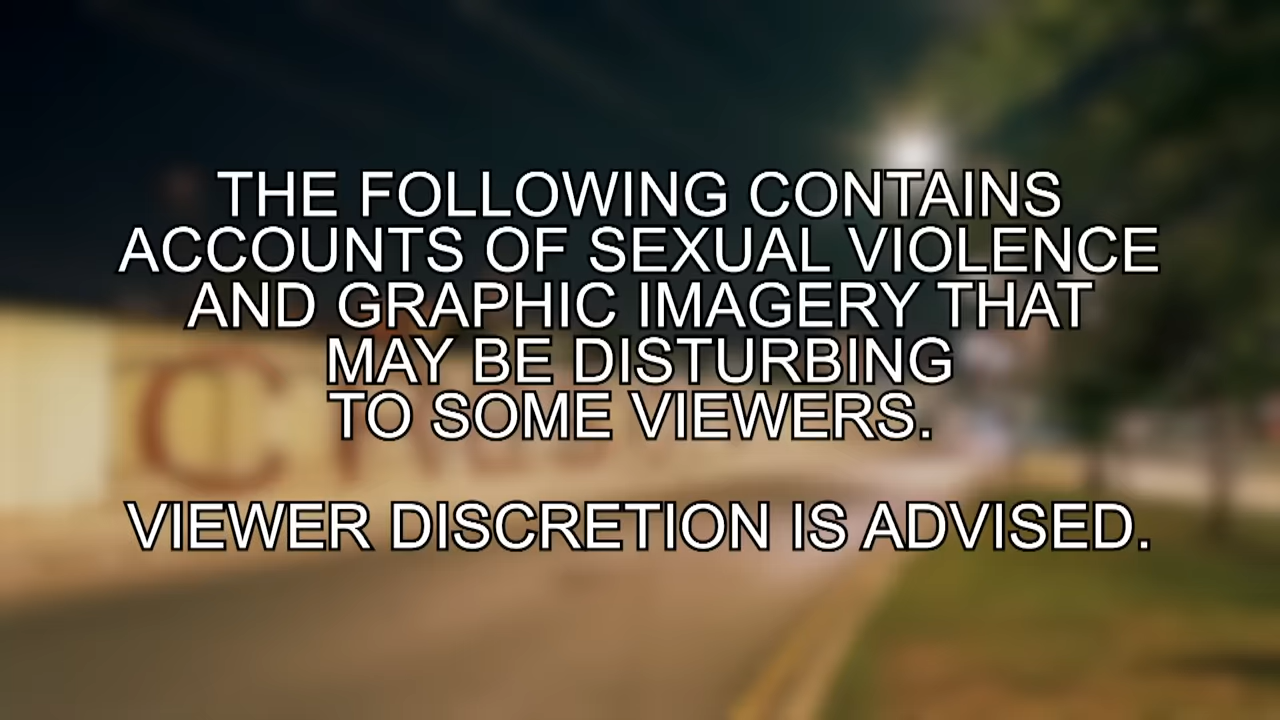 THE FOLLOWING CONTAINS
ACCOUNTS OF SEXUAL VIOLENCE
AND GRAPHIC IMAGERY THAT
MAY BE DISTURBING
TO SOME VIEWERS.
VIEWER DISCRETION IS ADVISED.